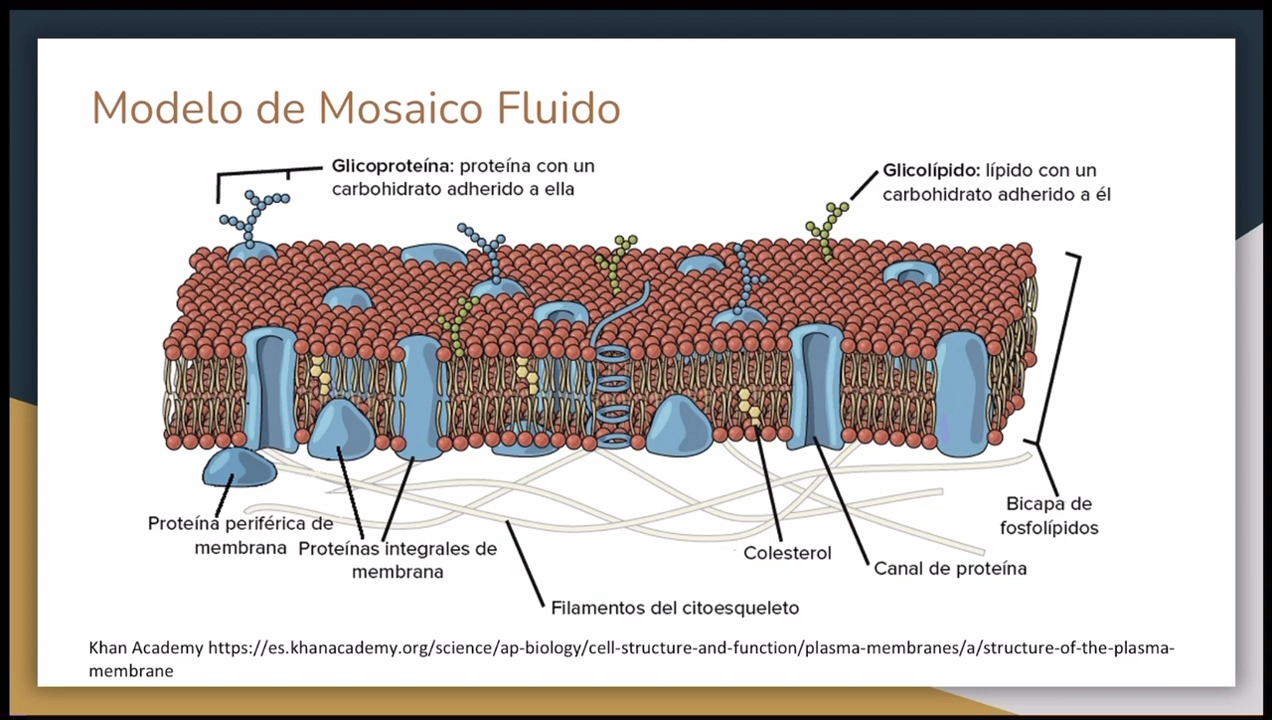 Modelo de Mosaico Fluido
Glicoproteína: proteína con un
carbohidrato adherido a ella
Glicolípido: lípido con un
carbohidrato adherido a él
Proteína periférica de
membrana
Proteínas integrales de
membrana
Filamentos del citoesqueleto
Colesterol
Canal de proteína
Bicapa de
fosfolípidos
Khan Academy https://es.khanacademy.org/science/ap-biology/cell-structure-and-function/plasma-membranes/a/structure-of-the-plasma-
membrane